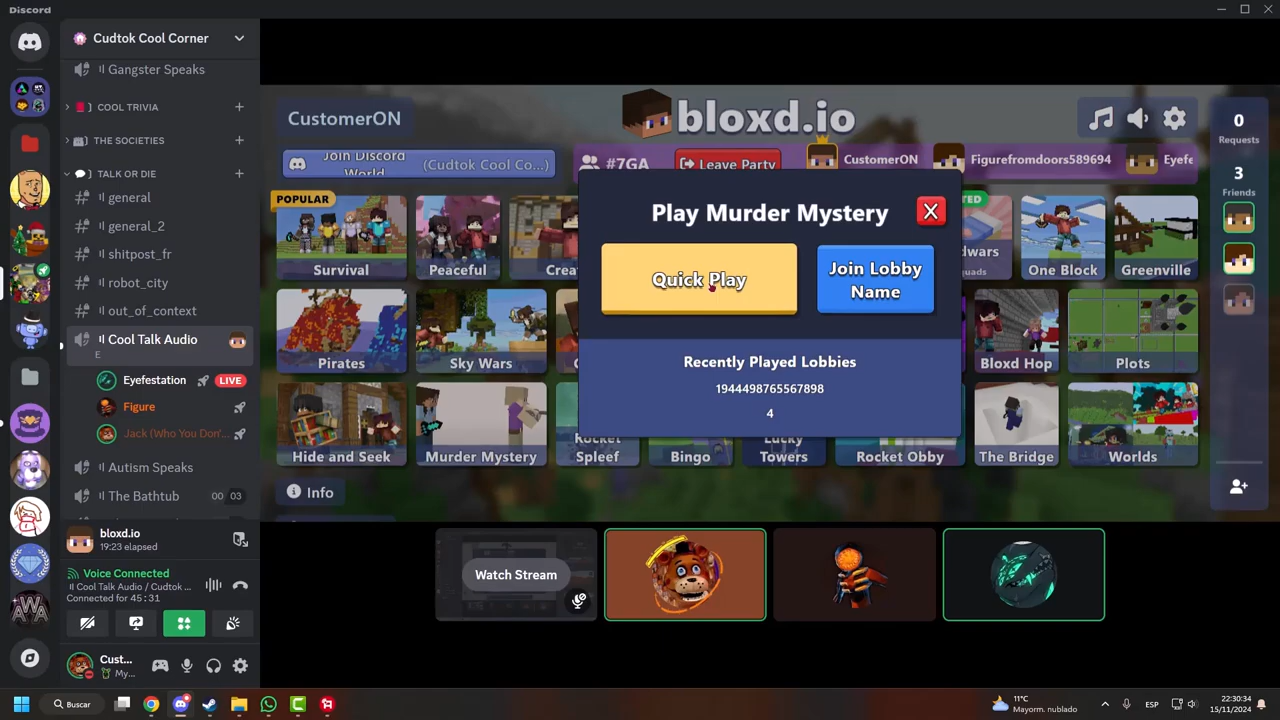 Discord
Cudtok Cool Corner
Gangster Speaks
COOL TRIVIA
THE SOCIETIES
TALK OR DIE
general
general_2
shitpost_fr
robot_city
out_of_context
Cool Talk Audio
E
Eyefestation
LIVE
Figure
Jack (Who You Don'...
Autism Speaks
The Bathtub
00 03
bloxd.io
19:23 elapsed
Voice Connected
Cool Talk Audio / Cudtok ...
Connected for 45:31
Cust...
My...
CustomerON
bloxd.io
Join Discord World
(Cudtok Cool Co...)
#7GA
Leave Party
CustomerON
Figurefromdoors589694
Eyefe
0
Requests
3
Friends
POPULAR
Survival
Peaceful
Crea
One Block
Greenville
Pirates
Sky Wars
Bloxd Hop
Plots
Hide and Seek
Murder Mystery
Rocket Spleef
Bingo
Lucky Towers
Rocket Obby
The Bridge
Worlds
Play Murder Mystery
X
Quick Play
Join Lobby
Name
Recently Played Lobbies
1944498765567898
4
Info
Watch Stream
Buscar
11°C
Mayorm. nublado
ESP
22:30:34
15/11/2024